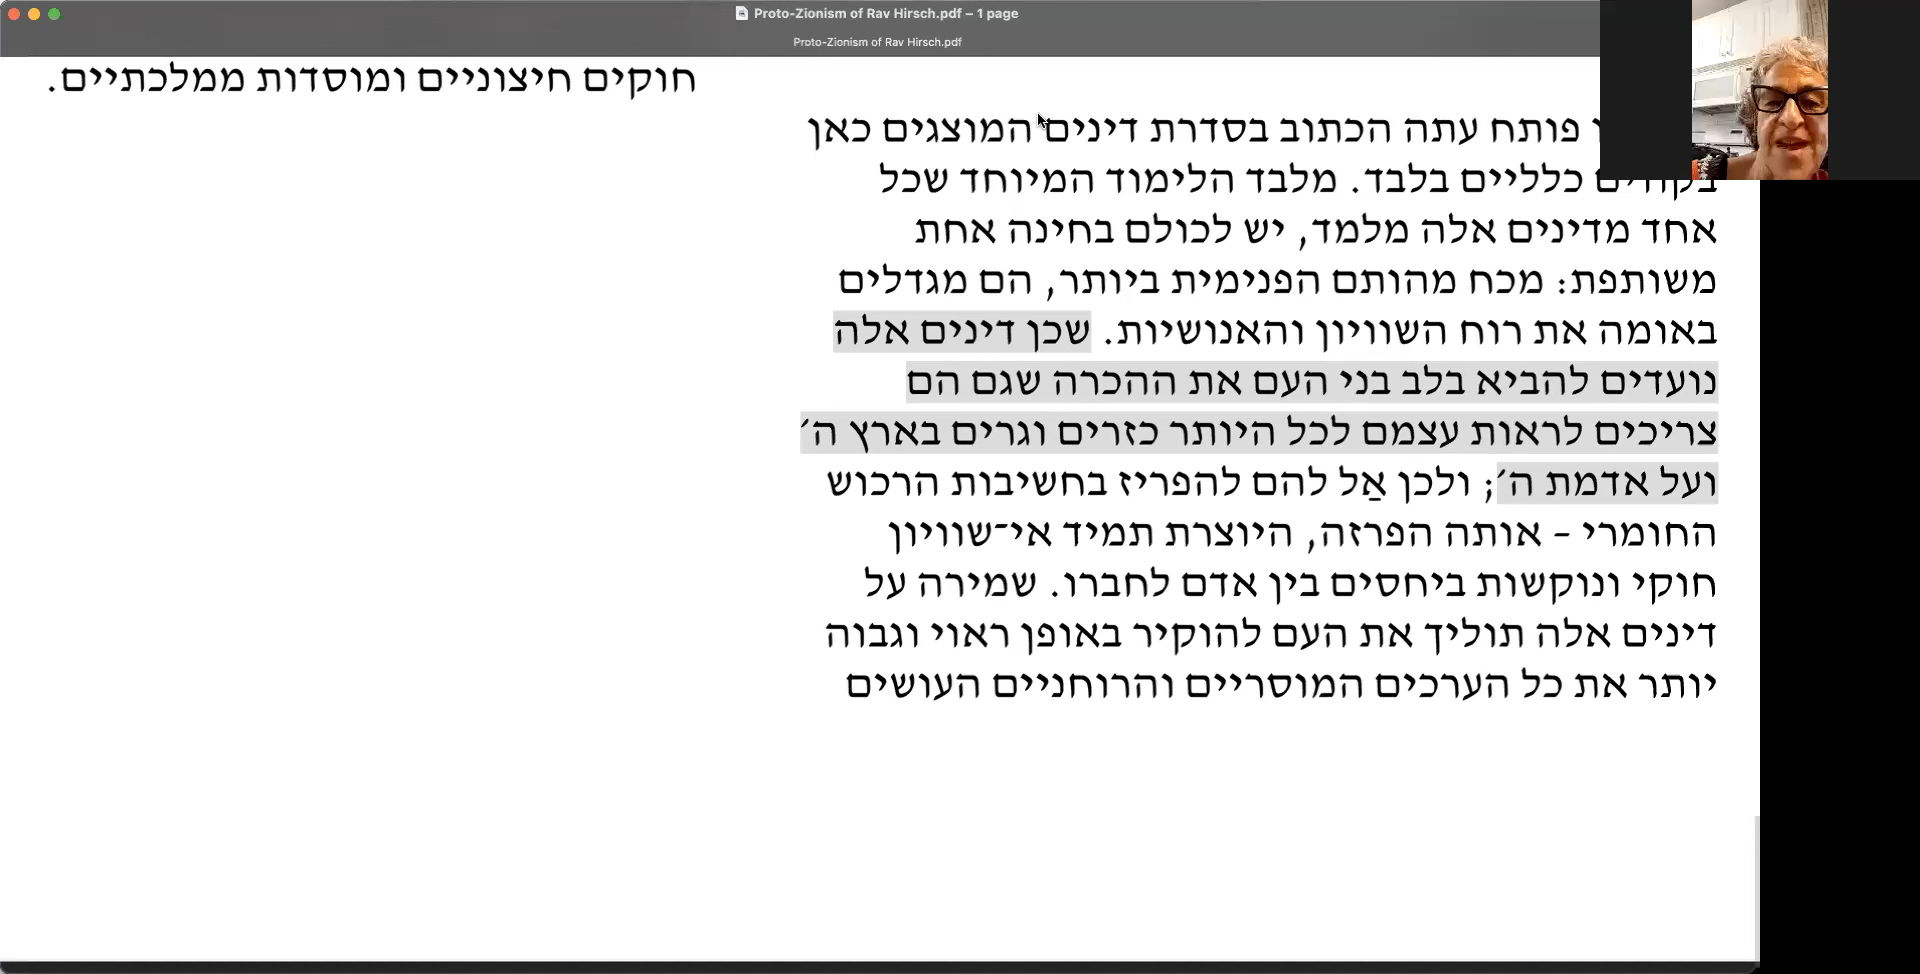 Proto-Zionism of Rav Hirsch.pdf – 1 page
Proto-Zionism of Rav Hirsch.pdf
פותח עתה הכתוב בסדרת דינים המוצגים כאן
כלליים בלבד. מלבד הלימוד המיוחד שכל
אחד מדינים אלה מלמד, יש לכולם בחינה אחת
משותפת: מכח מהותם הפנימית ביותר, הם מגדלים
באומה את רוח השוויון והאנושיות. שכן דינים אלה
נועדים להביא בלב בני העם את ההכרה שגם הם
צריכים לראות עצמם לכל היותר כזרים וגרים בארץ ה׳
ועל אדמת ה׳; ולכן אַל להם להפריז בחשיבות הרכוש
החומרי – אותה הפרזה, היוצרת תמיד אי־שוויון
חוקי ונוקשות ביחסים בין אדם לחברו. שמירה על
דינים אלה תוליך את העם להוקיר באופן ראוי וגבוה
יותר את כל הערכים המוסריים והרוחניים העושים
חוקים חיצוניים ומוסדות ממלכתיים.